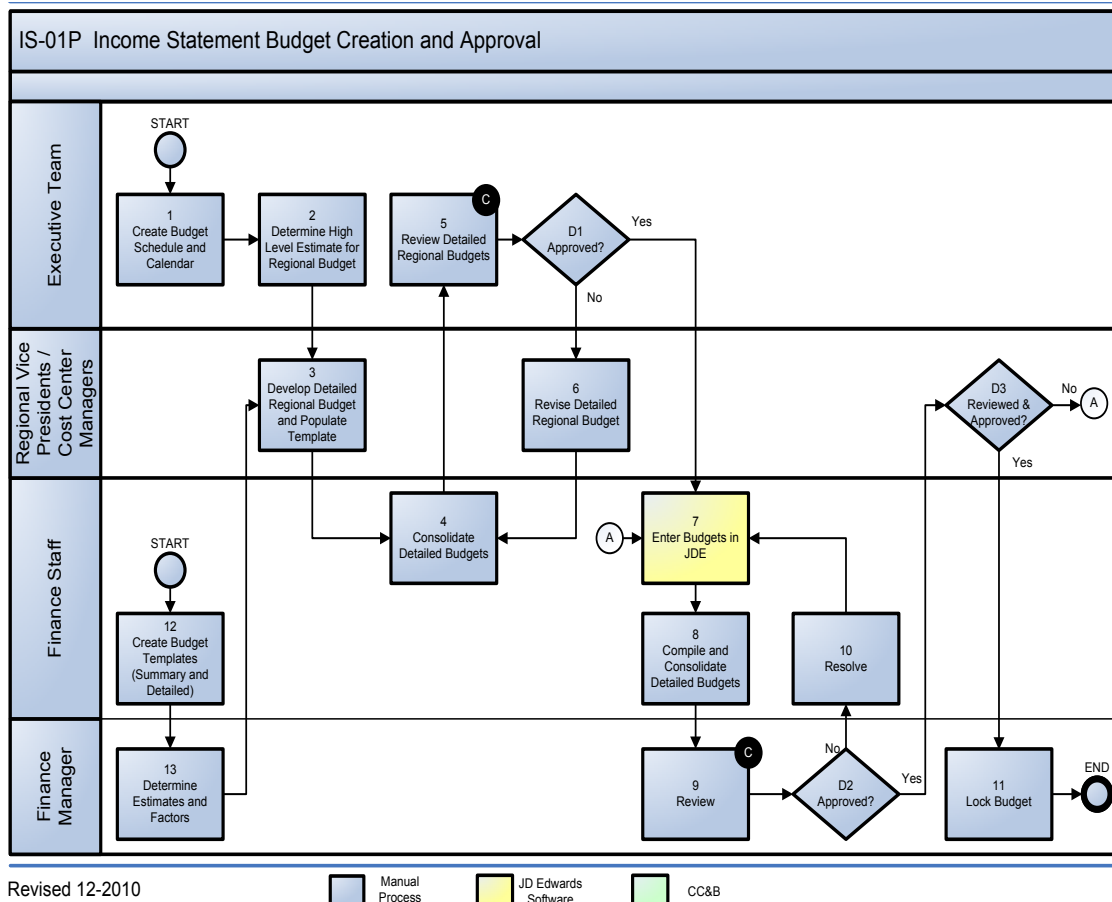 IS-01P Income Statement Budget Creation and Approval
Executive Team
START
1
Create Budget
Schedule and
Calendar
2
Determine High
Level Estimate for
Regional Budget
C
5
Review Detailed
Regional Budgets
D1
Approved?
Yes
No
Regional Vice
Presidents /
Cost Center
Managers
3
Develop Detailed
Regional Budget
and Populate
Template
6
Revise Detailed
Regional Budget
D3
Reviewed &
Approved?
No
A
Yes
Finance Staff
START
12
Create Budget
Templates
(Summary and
Detailed)
4
Consolidate
Detailed Budgets
A
7
Enter Budgets in
JDE
8
Compile and
Consolidate
Detailed Budgets
10
Resolve
Finance
Manager
13
Determine
Estimates and
Factors
C
9
Review
D2
Approved?
No
Yes
11
Lock Budget
END
Revised 12-2010
Manual
Process
JD Edwards
Software
CC&B